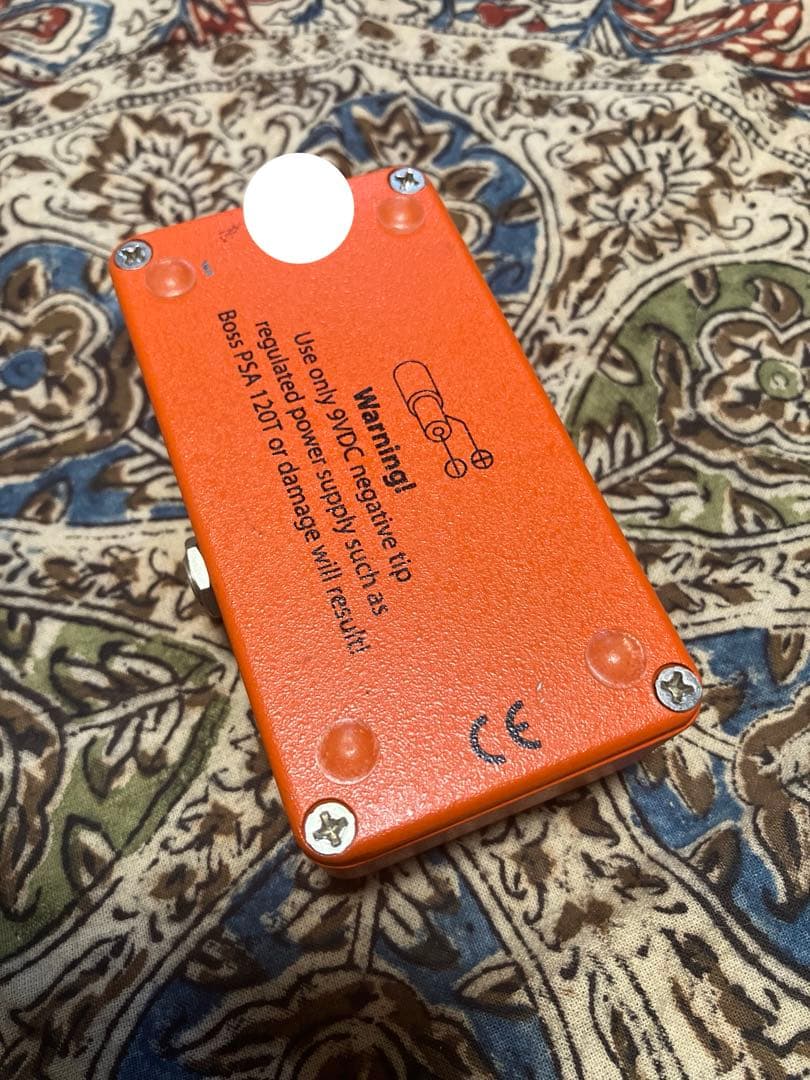 Warning!
Use only 9VDC negative tip
regulated power supply such as
Boss PSA 120T or damage will result!
CE